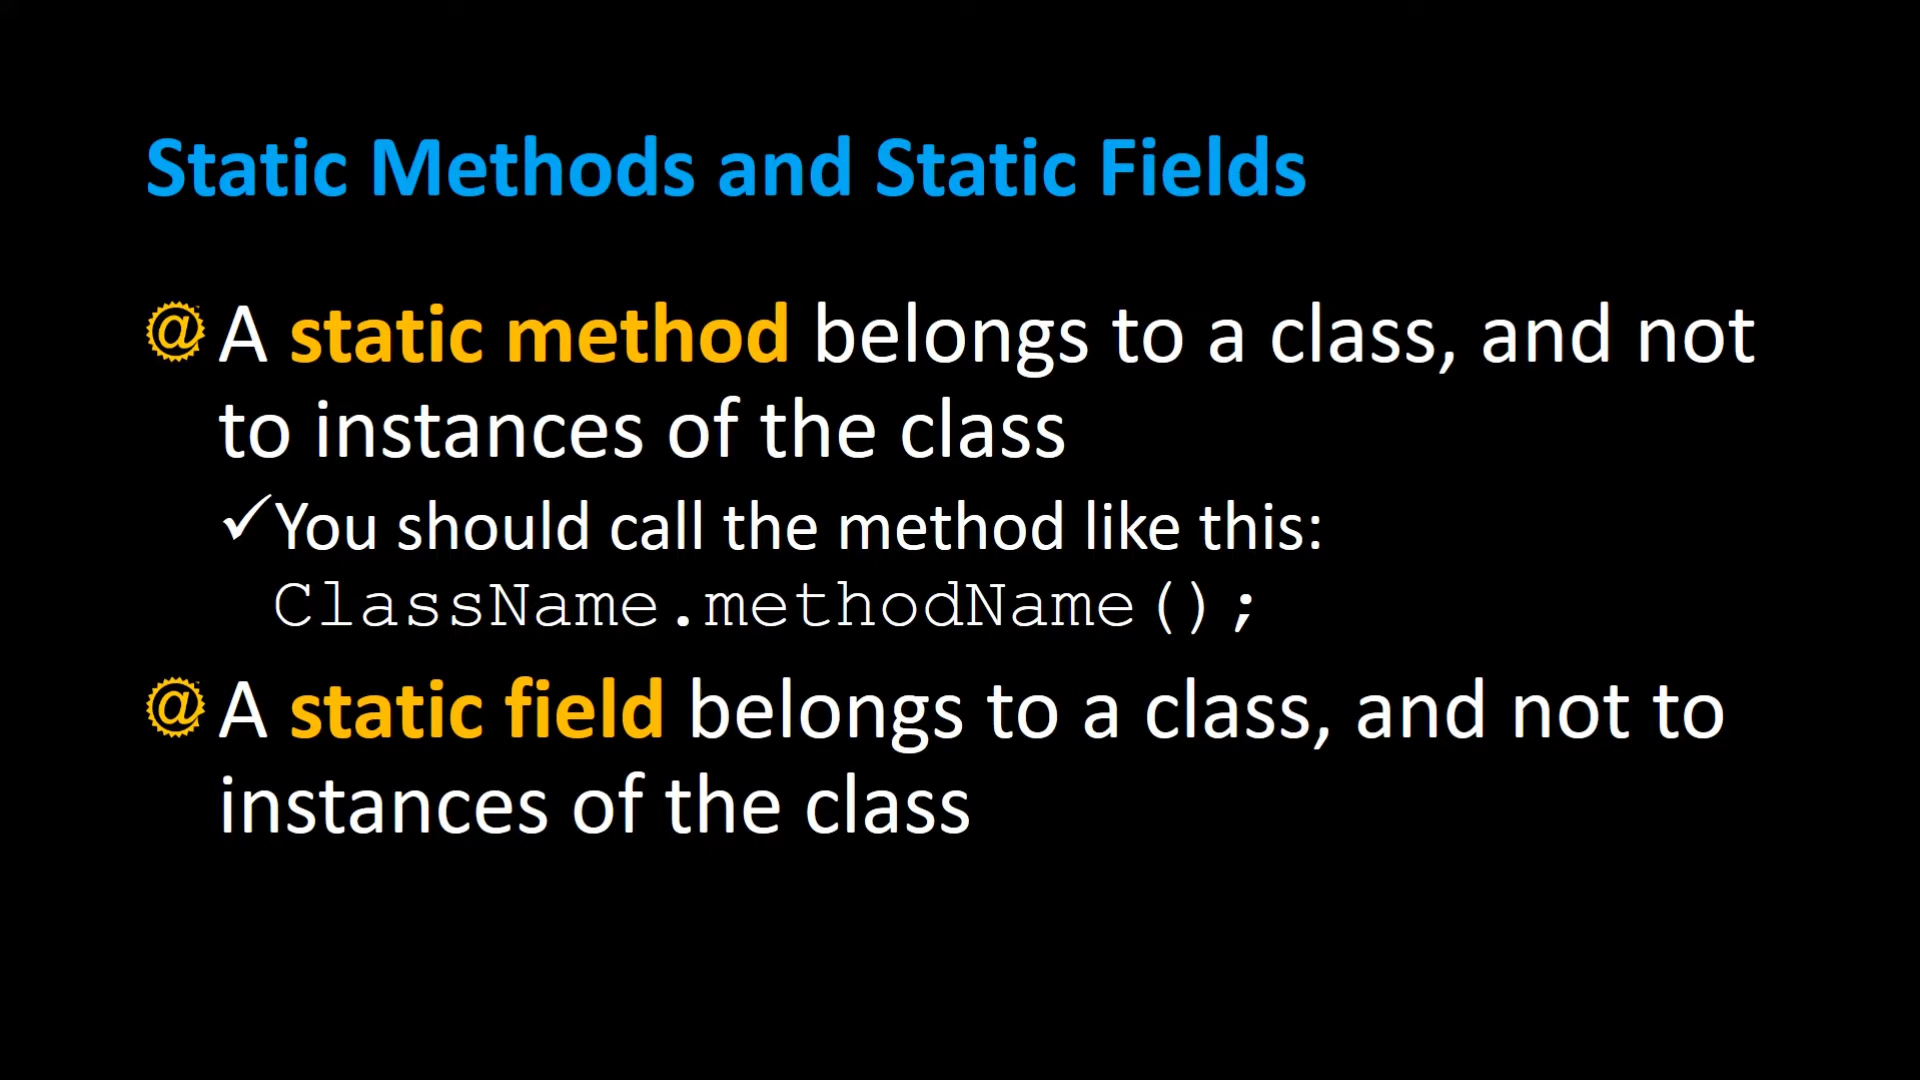 Static Methods and Static Fields
@ A static method belongs to a class, and not
to instances of the class
✓You should call the method like this:
ClassName.methodName();
@ A static field belongs to a class, and not to
instances of the class